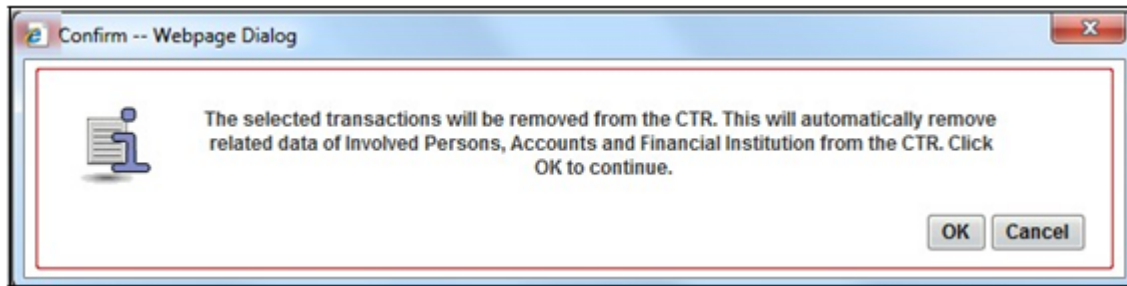 Confirm -- Webpage Dialog
The selected transactions will be removed from the CTR. This will automatically remove
related data of Involved Persons, Accounts and Financial Institution from the CTR. Click
OK to continue.
OK Cancel